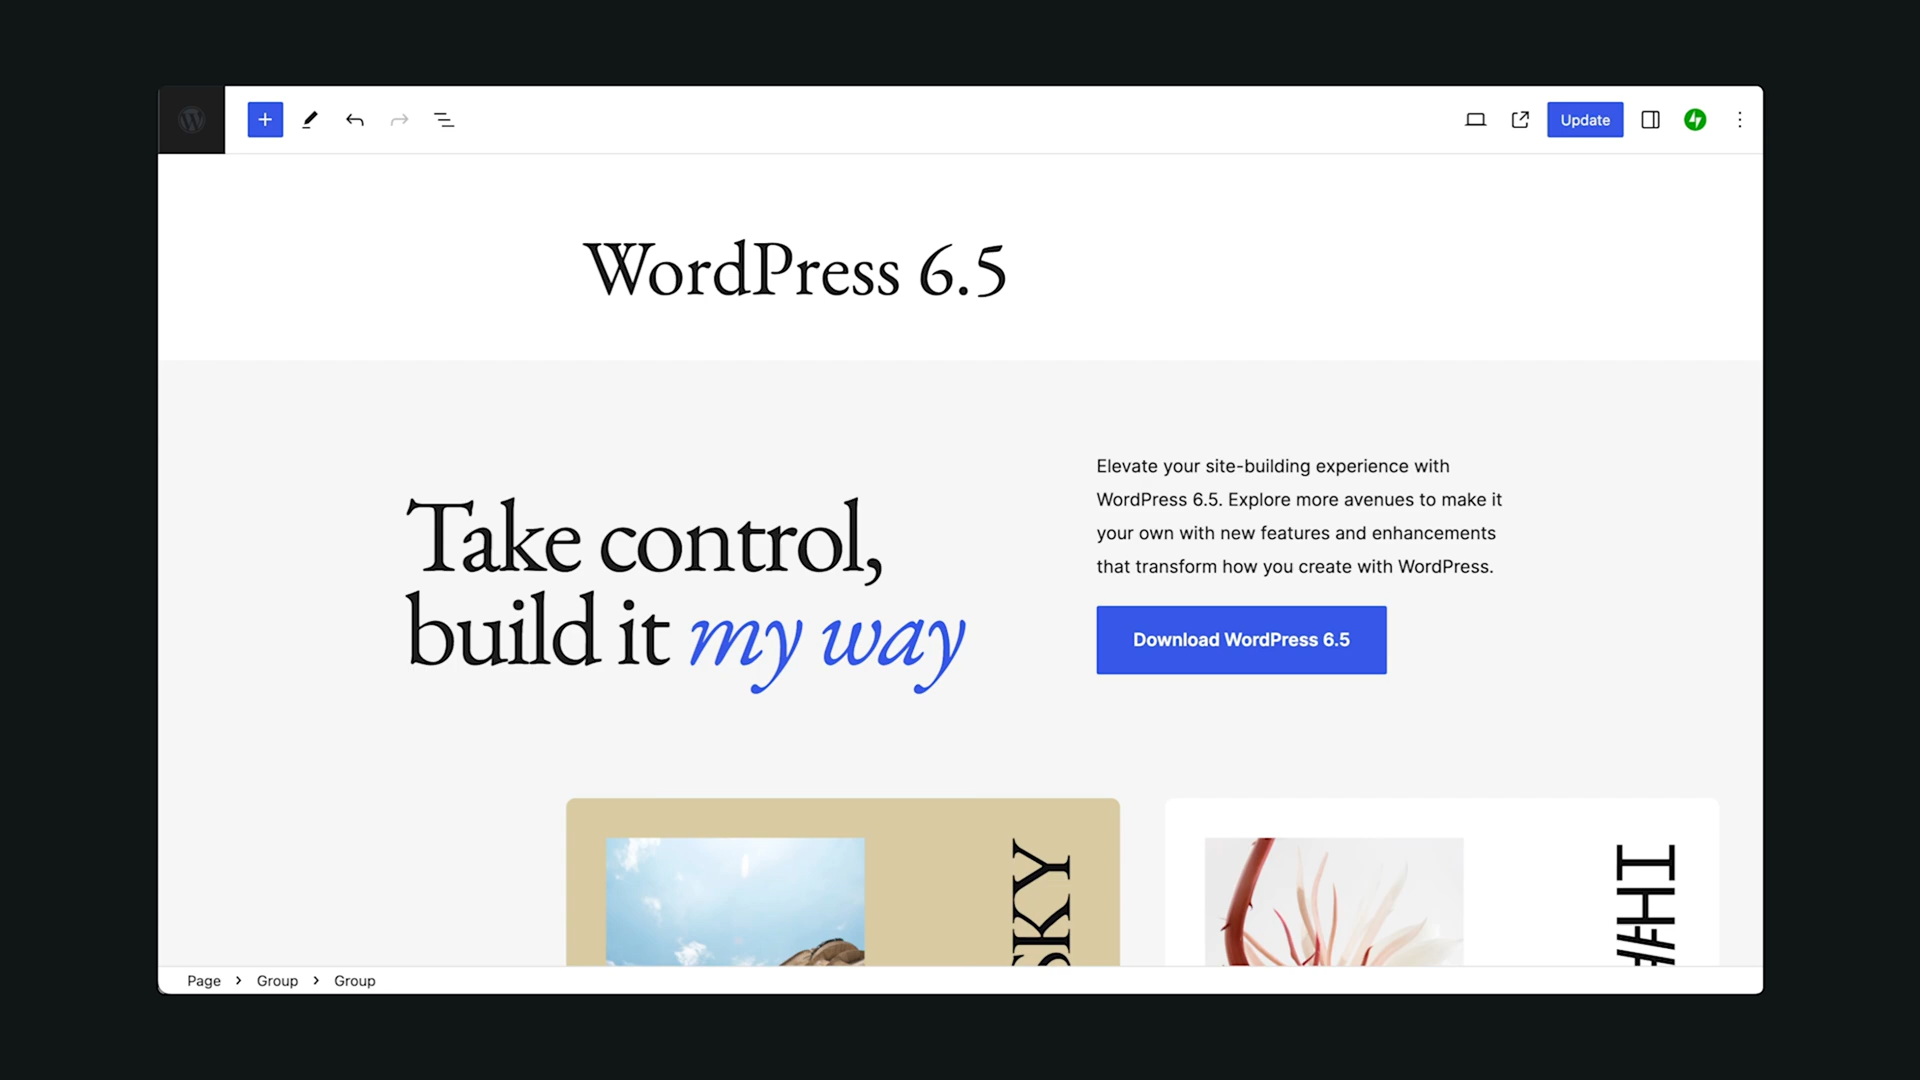 Update
WordPress 6.5
Take control,
build it my way
Elevate your site-building experience with
WordPress 6.5. Explore more avenues to make it
your own with new features and enhancements
that transform how you create with WordPress.
Download WordPress 6.5
SKY
#HI
Page > Group > Group